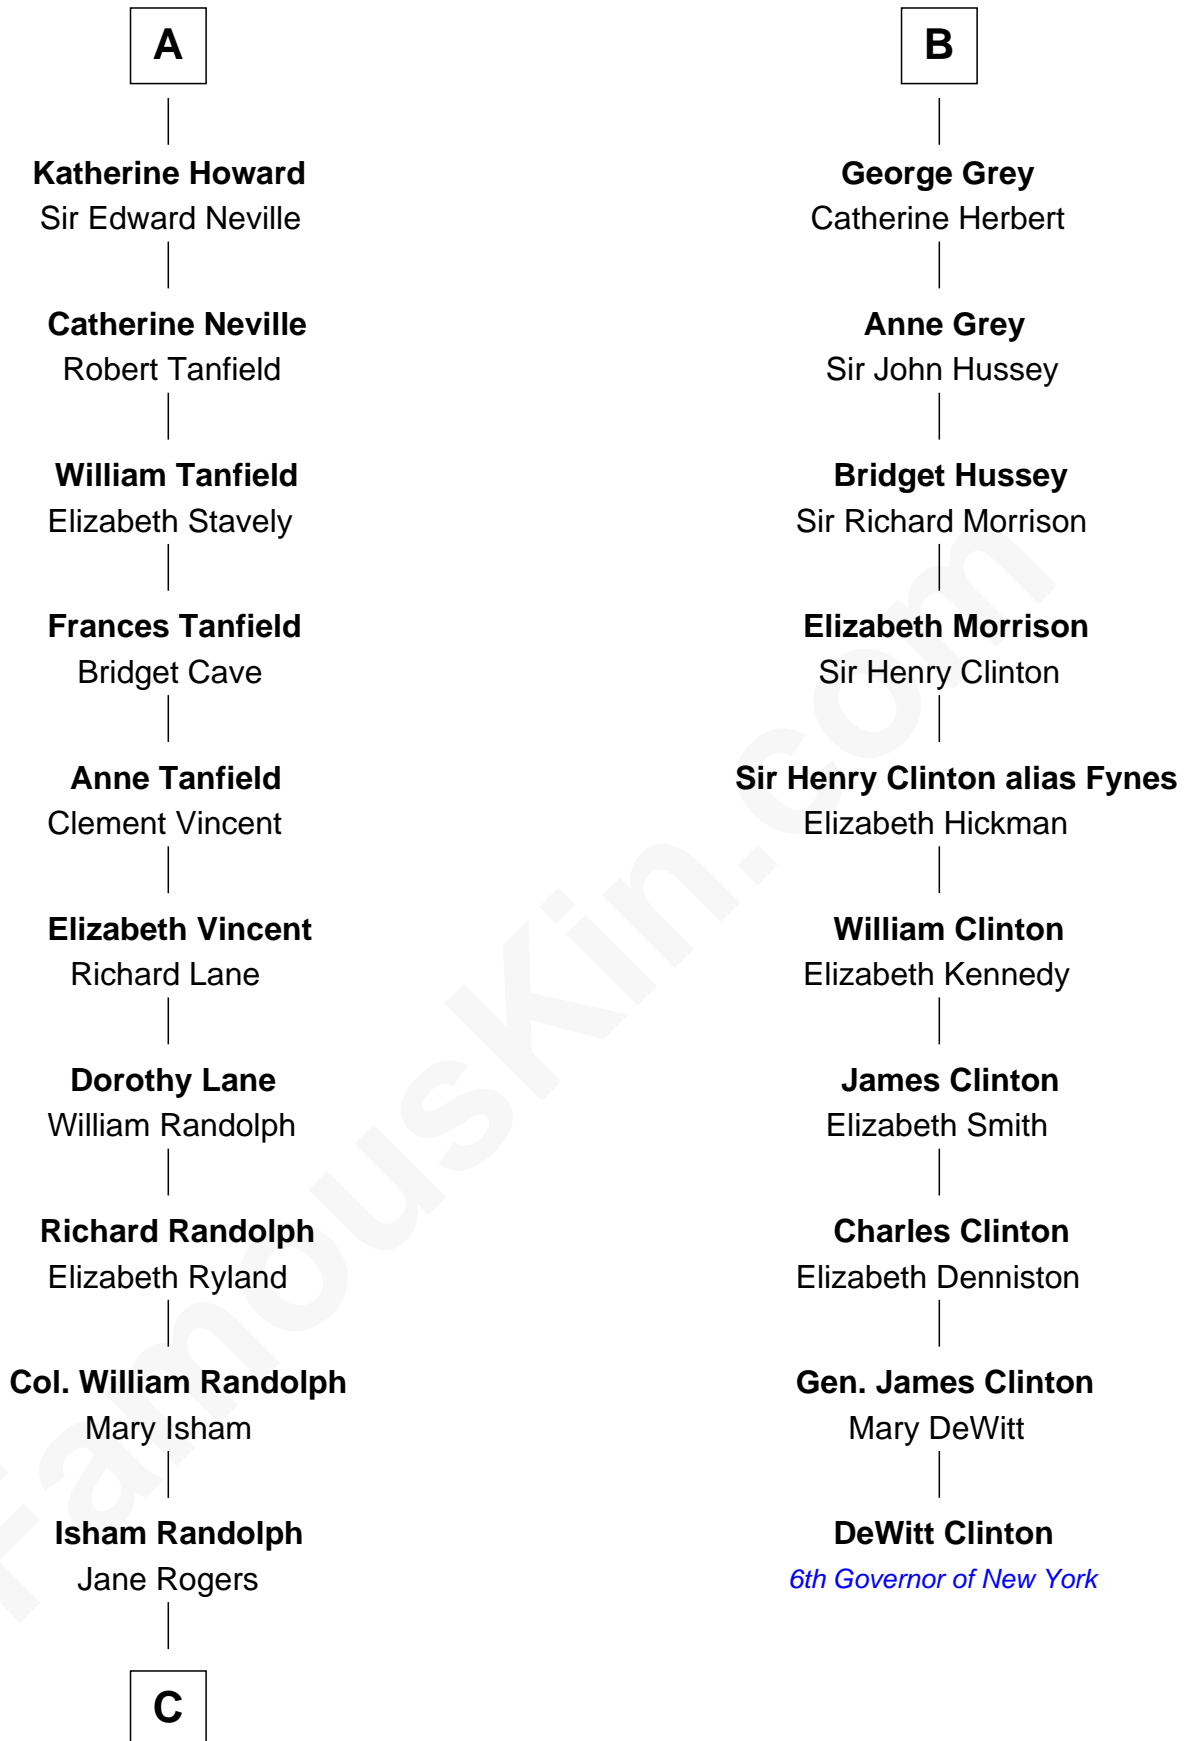 A
Katherine Howard
Sir Edward Neville
Catherine Neville
Robert Tanfield
William Tanfield
Elizabeth Stavely
Frances Tanfield
Bridget Cave
Anne Tanfield
Clement Vincent
Elizabeth Vincent
Richard Lane
Dorothy Lane
William Randolph
Richard Randolph
Elizabeth Ryland
Col. William Randolph
Mary Isham
Isham Randolph
Jane Rogers
C
B
George Grey
Catherine Herbert
Anne Grey
Sir John Hussey
Bridget Hussey
Sir Richard Morrison
Elizabeth Morrison
Sir Henry Clinton
Sir Henry Clinton alias Fynes
Elizabeth Hickman
William Clinton
Elizabeth Kennedy
James Clinton
Elizabeth Smith
Charles Clinton
Elizabeth Denniston
Gen. James Clinton
Mary DeWitt
DeWitt Clinton
6th Governor of New York
FamousKin.com